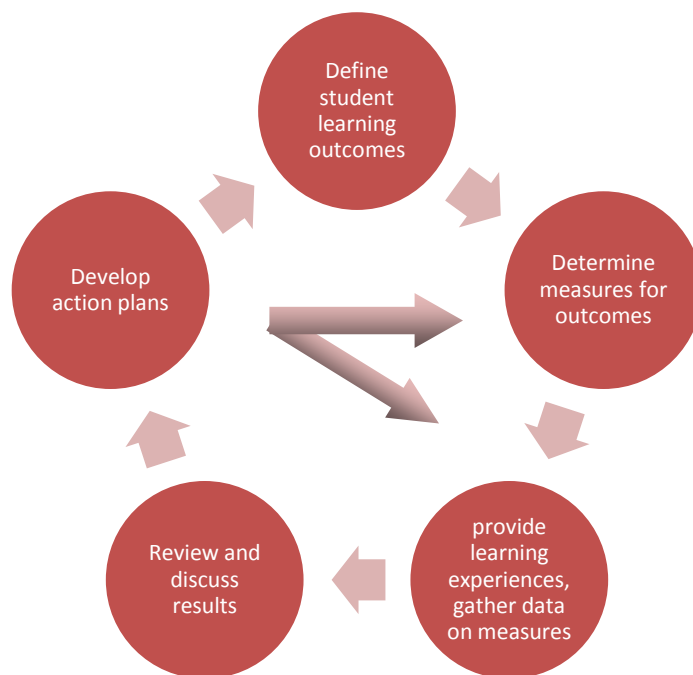 Define
student
learning
outcomes
Determine
measures for
outcomes
provide
learning
experiences,
gather data
on measures
Review and
discuss
results
Develop
action plans